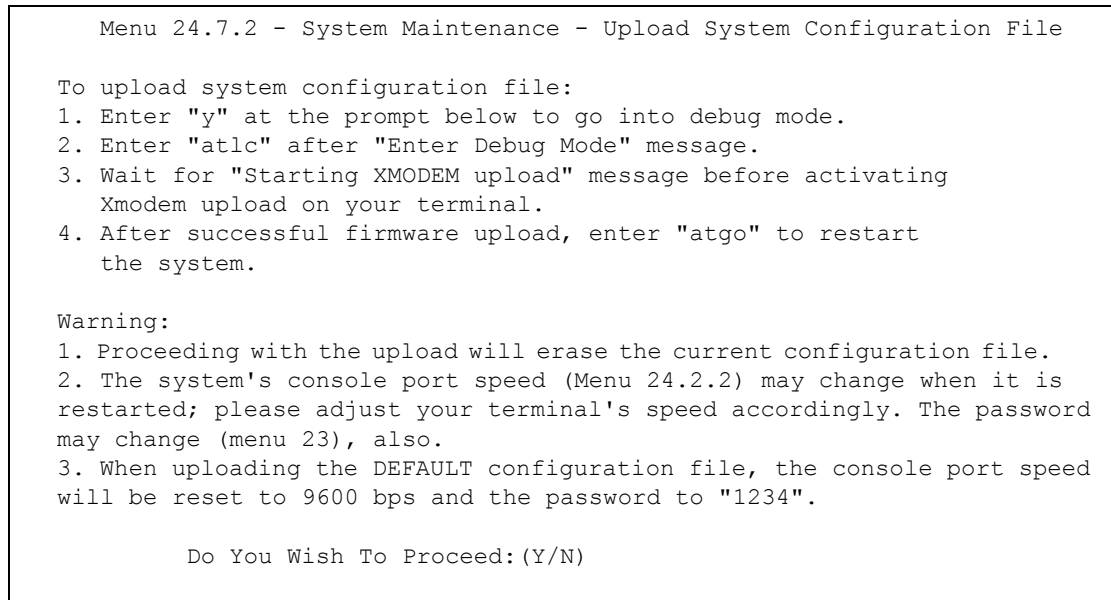 Menu 24.7.2 - System Maintenance - Upload System Configuration File
To upload system configuration file:
1. Enter "y" at the prompt below to go into debug mode.
2. Enter "atlc" after "Enter Debug Mode" message.
3. Wait for "Starting XMODEM upload" message before activating
Xmodem upload on your terminal.
4. After successful firmware upload, enter "atgo" to restart
the system.
Warning:
1. Proceeding with the upload will erase the current configuration file.
2. The system's console port speed (Menu 24.2.2) may change when it is
restarted; please adjust your terminal's speed accordingly. The password
may change (menu 23), also.
3. When uploading the DEFAULT configuration file, the console port speed
will be reset to 9600 bps and the password to "1234".
Do You Wish To Proceed:(Y/N)